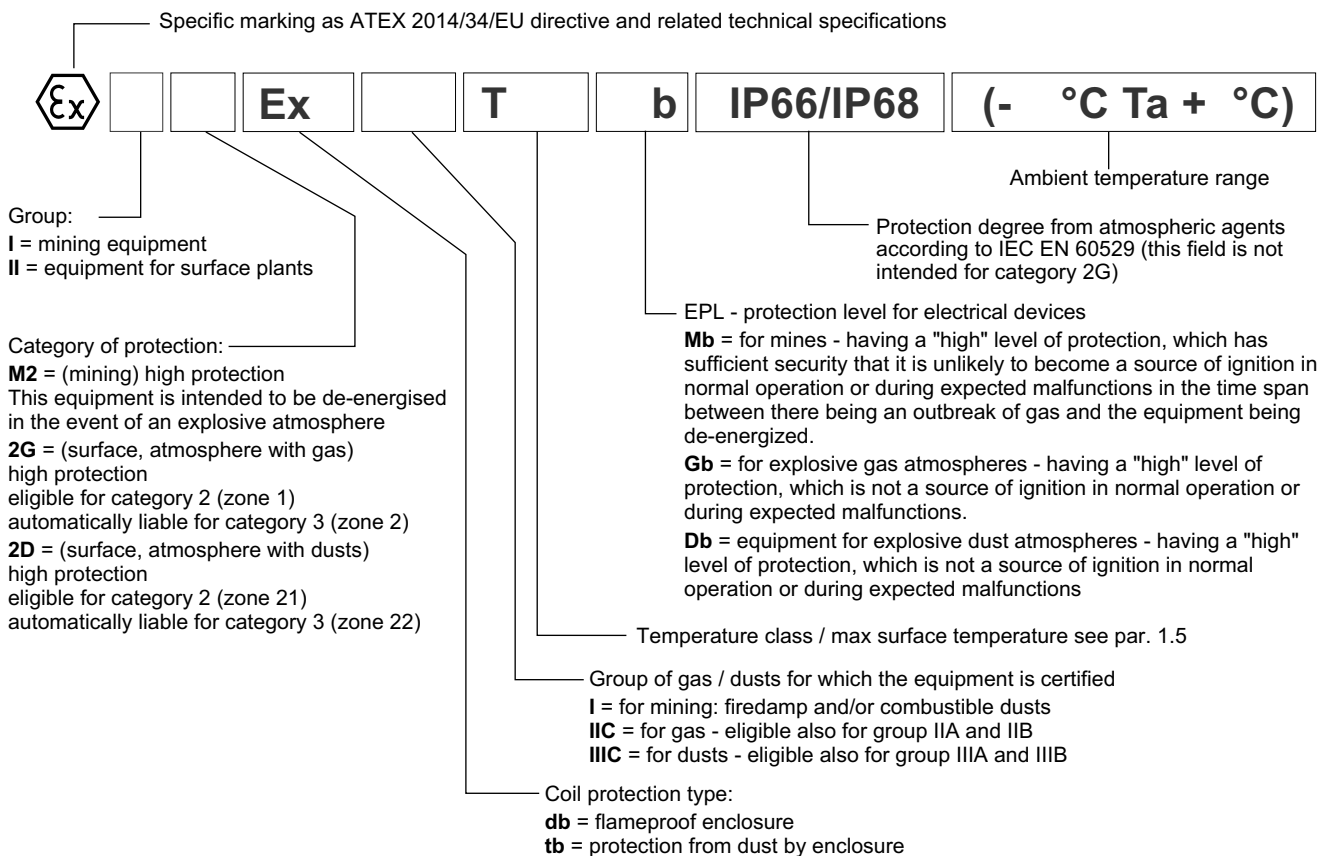 Specific marking as ATEX 2014/34/EU directive and related technical specifications
Ex Ex T b IP66/IP68 (- °C Ta + °C)
Ambient temperature range
Group:
I = mining equipment
II = equipment for surface plants
Protection degree from atmospheric agents
according to IEC EN 60529 (this field is not
intended for category 2G)
Category of protection:
M2 = (mining) high protection
This equipment is intended to be de-energised
in the event of an explosive atmosphere
2G = (surface, atmosphere with gas)
high protection
eligible for category 2 (zone 1)
automatically liable for category 3 (zone 2)
2D = (surface, atmosphere with dusts)
high protection
eligible for category 2 (zone 21)
automatically liable for category 3 (zone 22)
EPL - protection level for electrical devices
Mb = for mines - having a "high" level of protection, which has
sufficient security that it is unlikely to become a source of ignition in
normal operation or during expected malfunctions in the time span
between there being an outbreak of gas and the equipment being
de-energized.
Gb = for explosive gas atmospheres - having a "high" level of
protection, which is not a source of ignition in normal operation or
during expected malfunctions.
Db = equipment for explosive dust atmospheres - having a "high"
level of protection, which is not a source of ignition in normal
operation or during expected malfunctions
Temperature class / max surface temperature see par. 1.5
Group of gas / dusts for which the equipment is certified
I = for mining: firedamp and/or combustible dusts
IIC = for gas - eligible also for group IIA and IIB
IIIC = for dusts - eligible also for group IIIA and IIIB
Coil protection type:
db = flameproof enclosure
tb = protection from dust by enclosure